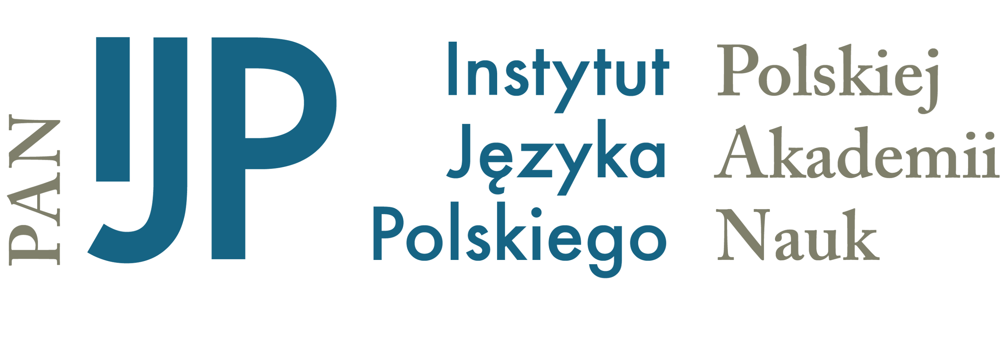 PAN
IJP
Instytut
Języka
Polskiego
Polskiej
Akademii
Nauk